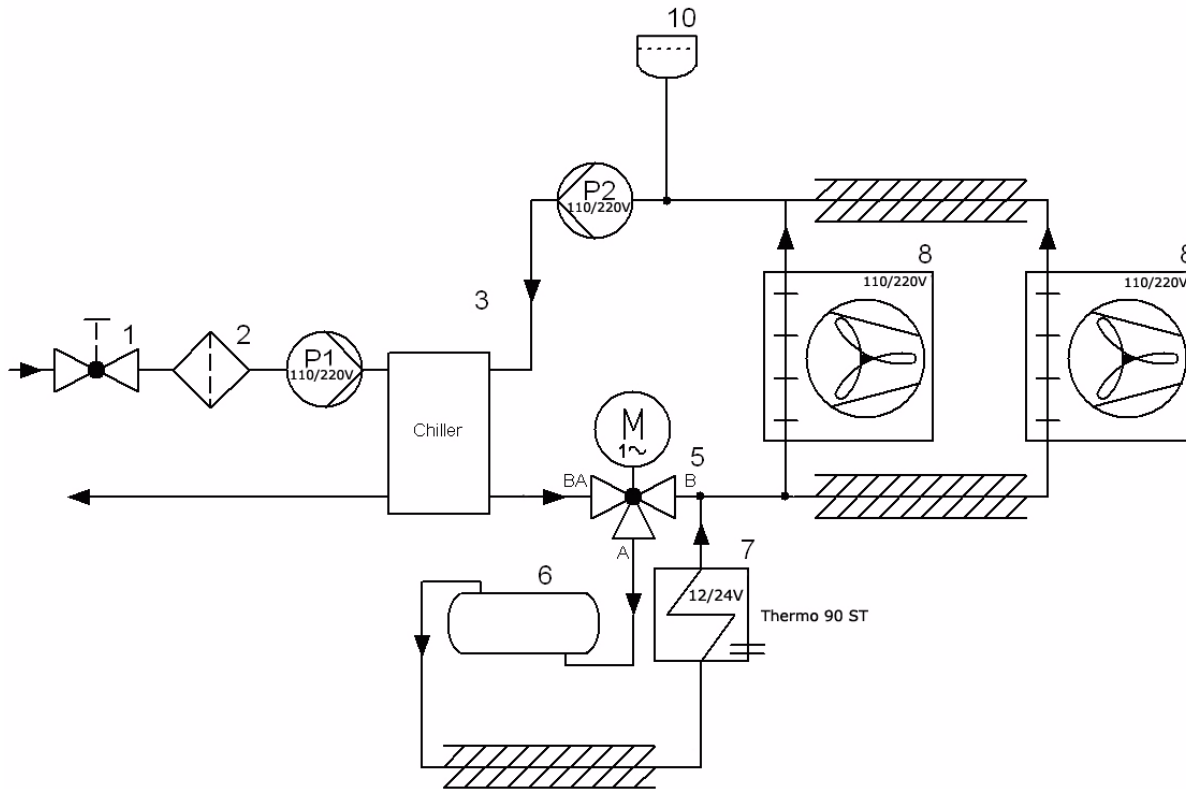 10
P2
110/220V
8
8
110/220V
110/220V
3
1
2
P1
110/220V
Chiller
M
1~
5
BA
B
A
7
6
12/24V
Thermo 90 ST